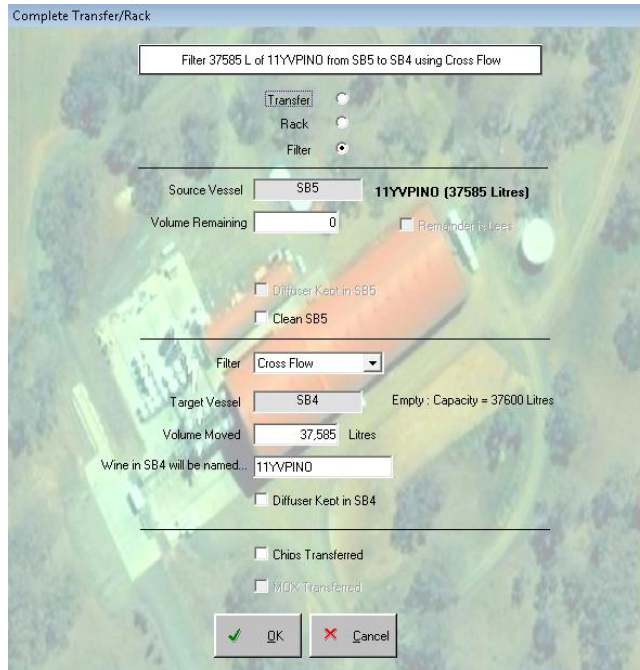 Complete Transfer/Rack
Filter 37585 L of 11YVPINO from SB5 to SB4 using Cross Flow
Transfer
Rack
Filter
Source Vessel SB5 11YVPINO (37585 Litres)
Volume Remaining 0 Remainder is Lees
Diffuser Kept in SB5
Clean SB5
Filter Cross Flow
Target Vessel SB4 Empty : Capacity = 37600 Litres
Volume Moved 37,585 Litres
Wine in SB4 will be named... 11YVPINO
Diffuser Kept in SB4
Chips Transferred
MOX Transferred
OK Cancel